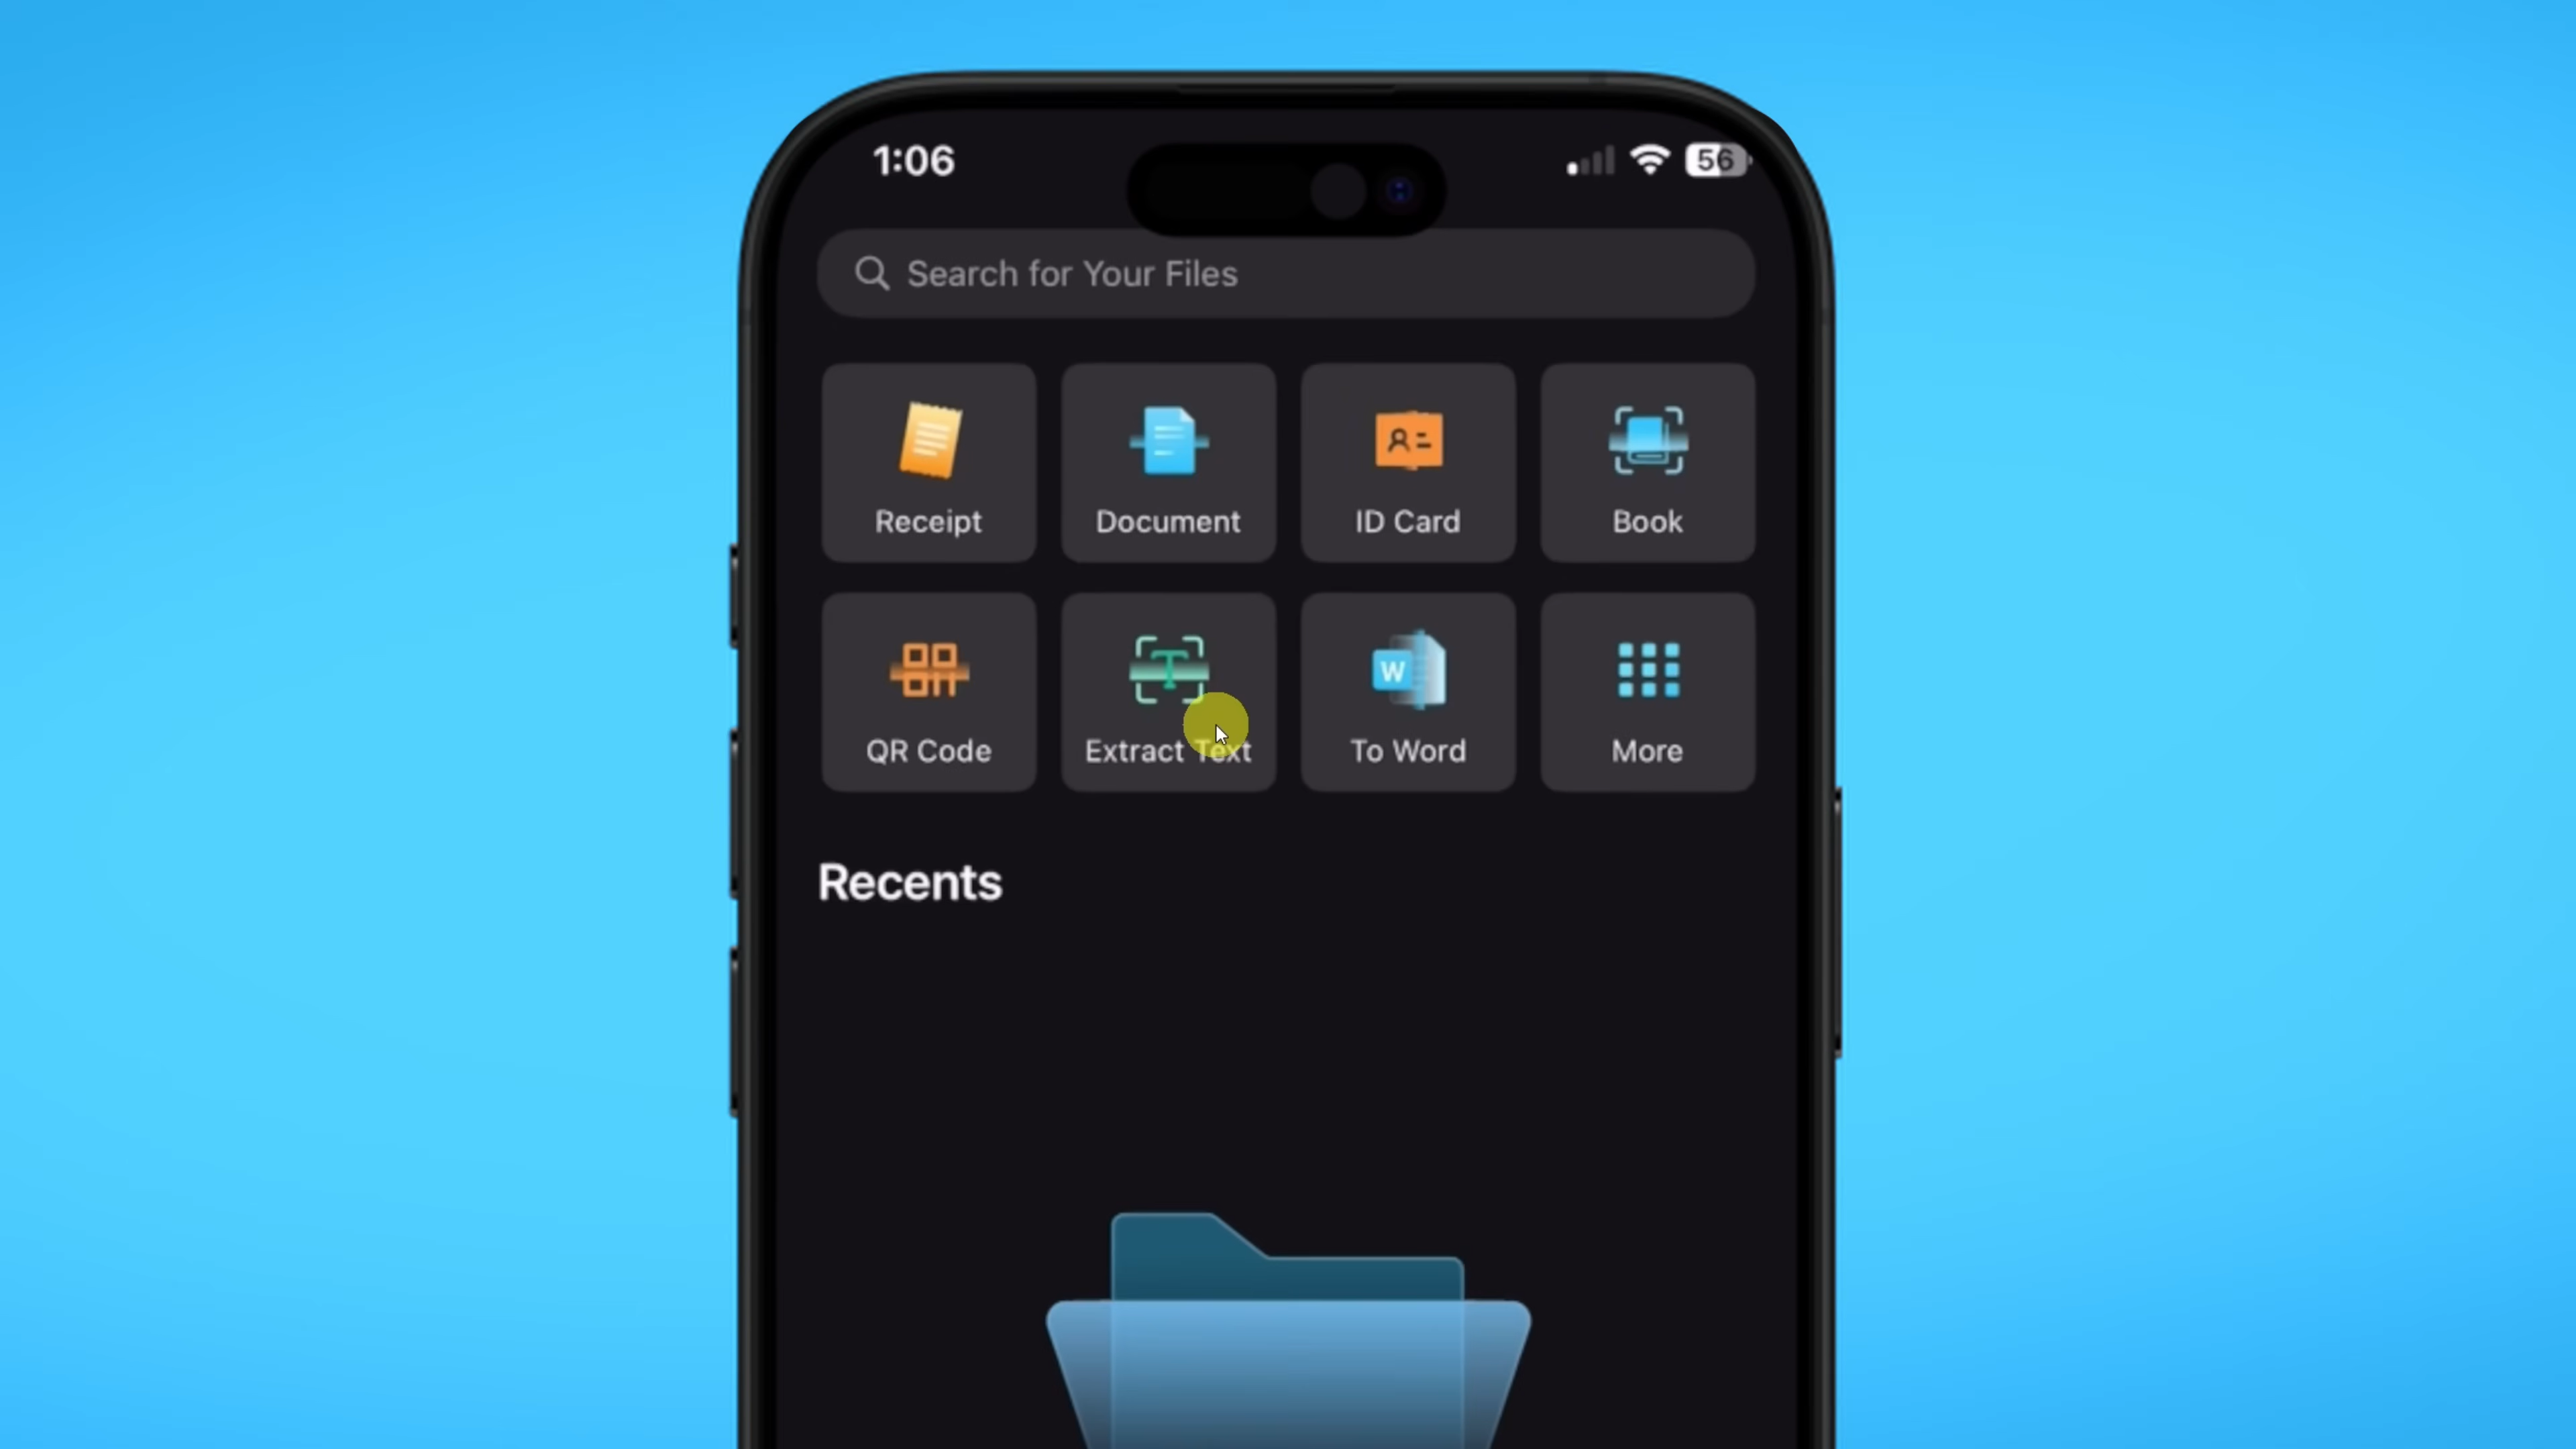 1:06
56
Search for Your Files
Receipt
Document
ID Card
Book
W
QR Code
Extract Text
To Word
More
Recents